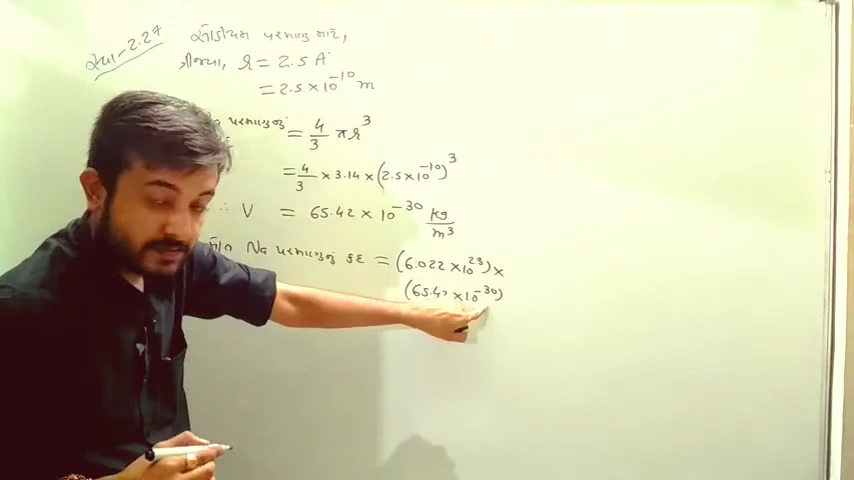 સ્વા-2.27
સોડીયમ પરમાણુ માટે,
ત્રીજ્યા, r = 2.5 A°
= 2.5 × 10⁻¹⁰ m
પરમાણુનું = 4/3 πr³
= 4/3 × 3.14 × (2.5 × 10⁻¹⁰)³
∴ V = 65.42 × 10⁻³⁰ kg/m³
Na પરમાણુનું કદ = (6.022 × 10²³) ×
(65.42 × 10⁻³⁰)